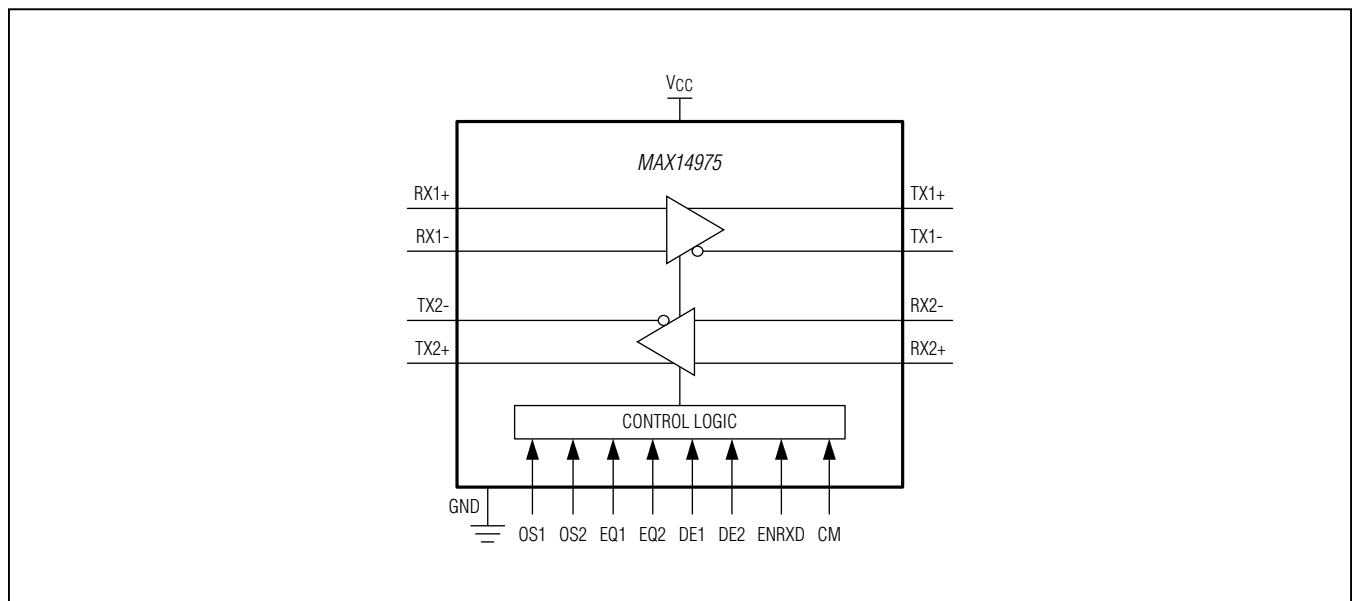 VCC
MAX14975
RX1+ TX1+
RX1- TX1-
TX2- RX2-
TX2+ RX2+
CONTROL LOGIC
GND
OS1 OS2 EQ1 EQ2 DE1 DE2 ENRXD CM